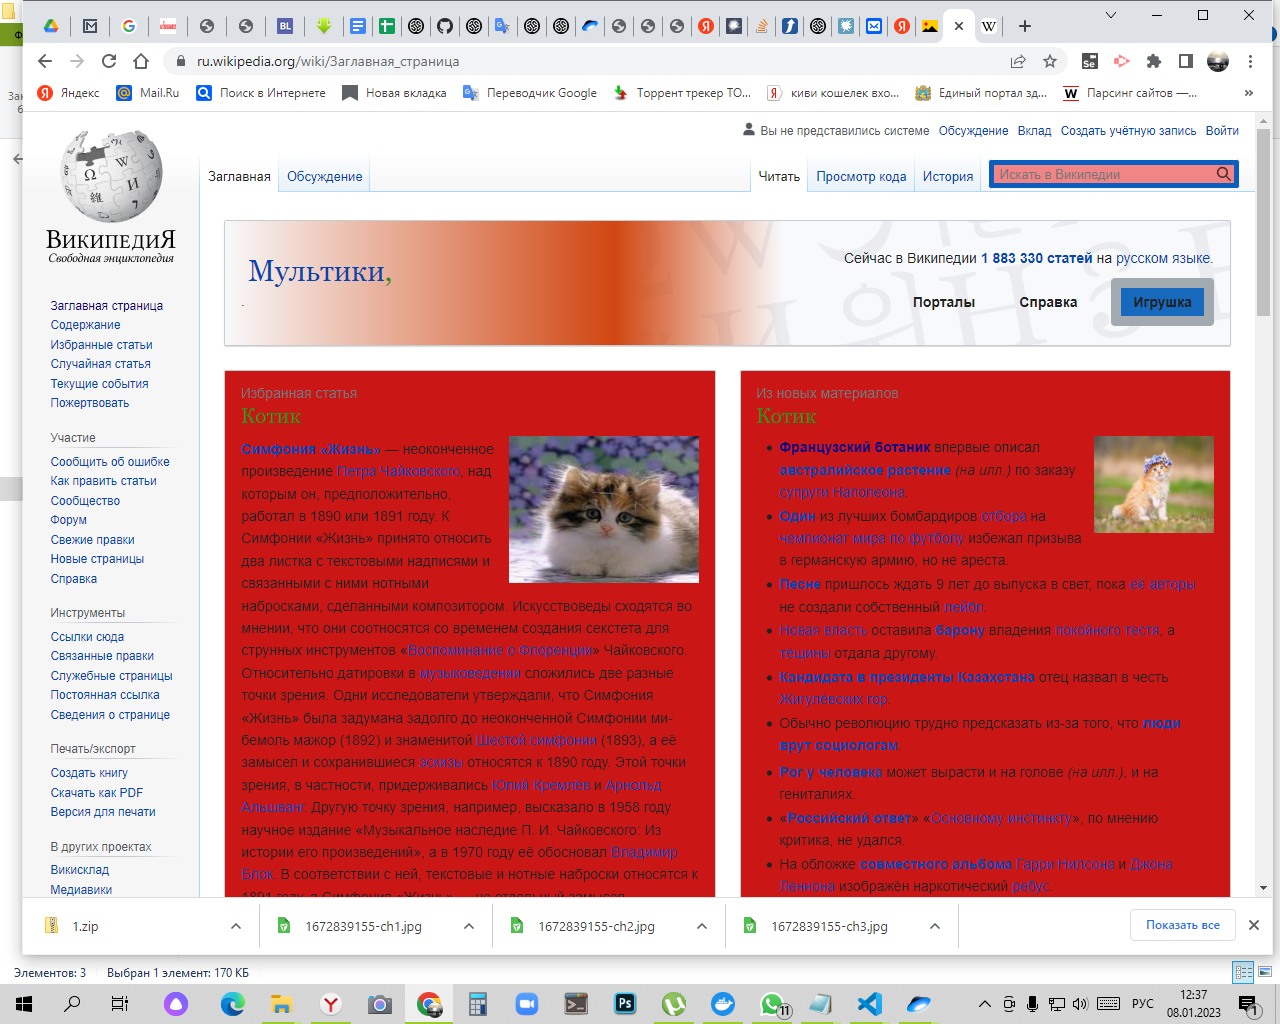 ru.wikipedia.org/wiki/Заглавная_страница
Яндекс
Mail.Ru
Поиск в Интернете
Новая вкладка
Переводчик Google
Торрент трекер ТО...
киви кошелек вхо...
Единый портал зд...
Парсинг сайтов —...
»
Вы не представились системе
Обсуждение
Вклад
Создать учётную запись
Войти
ВикипедиЯ
Свободная энциклопедия
Заглавная
Обсуждение
Читать
Просмотр кода
История
Искать в Википедии
Мультики,
.
Сейчас в Википедии 1 883 330 статей на русском языке.
Порталы
Справка
Игрушка
Заглавная страница
Содержание
Избранные статьи
Случайная статья
Текущие события
Пожертвовать
Участие
Сообщить об ошибке
Как править статьи
Сообщество
Форум
Свежие правки
Новые страницы
Справка
Инструменты
Ссылки сюда
Связанные правки
Служебные страницы
Постоянная ссылка
Сведения о странице
Печать/экспорт
Создать книгу
Скачать как PDF
Версия для печати
В других проектах
Викисклад
Медиавики
Избранная статья
Котик
Симфония «Жизнь» — неоконченное
произведение Петра Чайковского, над
которым он, предположительно,
работал в 1890 или 1891 году. К
Симфонии «Жизнь» принято относить
два листка с текстовыми надписями и
связанными с ними нотными
набросками, сделанными композитором. Искусствоведы сходятся во
мнении, что они соотносятся со временем создания секстета для
струнных инструментов «Воспоминание о Флоренции» Чайковского.
Относительно датировки в музыковедении сложились две разные
точки зрения. Одни исследователи утверждали, что Симфония
«Жизнь» была задумана задолго до неоконченной Симфонии ми-
бемоль мажор (1892) и знаменитой Шестой симфонии (1893), а её
замысел и сохранившиеся эскизы относятся к 1890 году. Этой точки
зрения, в частности, придерживались Юлий Кремлёв и Арнольд
Альшванг. Другую точку зрения, например, высказало в 1958 году
научное издание «Музыкальное наследие П. И. Чайковского: Из
истории его произведений», а в 1970 году её обосновал Владимир
Блок. В соответствии с ней, текстовые и нотные наброски относятся к
1891 году, а Симфония «Жизнь» — не отдельный замысел,
Из новых материалов
Котик
Французский ботаник впервые описал
австралийское растение (на илл.) по заказу
супруги Наполеона.
Один из лучших бомбардиров отбора на
чемпионат мира по футболу избежал призыва
в германскую армию, но не ареста.
Песне пришлось ждать 9 лет до выпуска в свет, пока её авторы
не создали собственный лейбл.
Новая власть оставила барону владения покойного тестя, а
тёщины отдала другому.
Кандидата в президенты Казахстана отец назвал в честь
Жигулёвских гор.
Обычно революцию трудно предсказать из-за того, что люди
врут социологам.
Рог у человека может вырасти и на голове (на илл.), и на
гениталиях.
«Российский ответ» «Основному инстинкту», по мнению
критика, не удался.
На обложке совместного альбома Гарри Нилсона и Джона
Леннона изображён наркотический ребус.
1.zip
1672839155-ch1.jpg
1672839155-ch2.jpg
1672839155-ch3.jpg
Показать все
Элементов: 3
Выбран 1 элемент: 170 КБ
РУС
12:37
08.01.2023
11
1